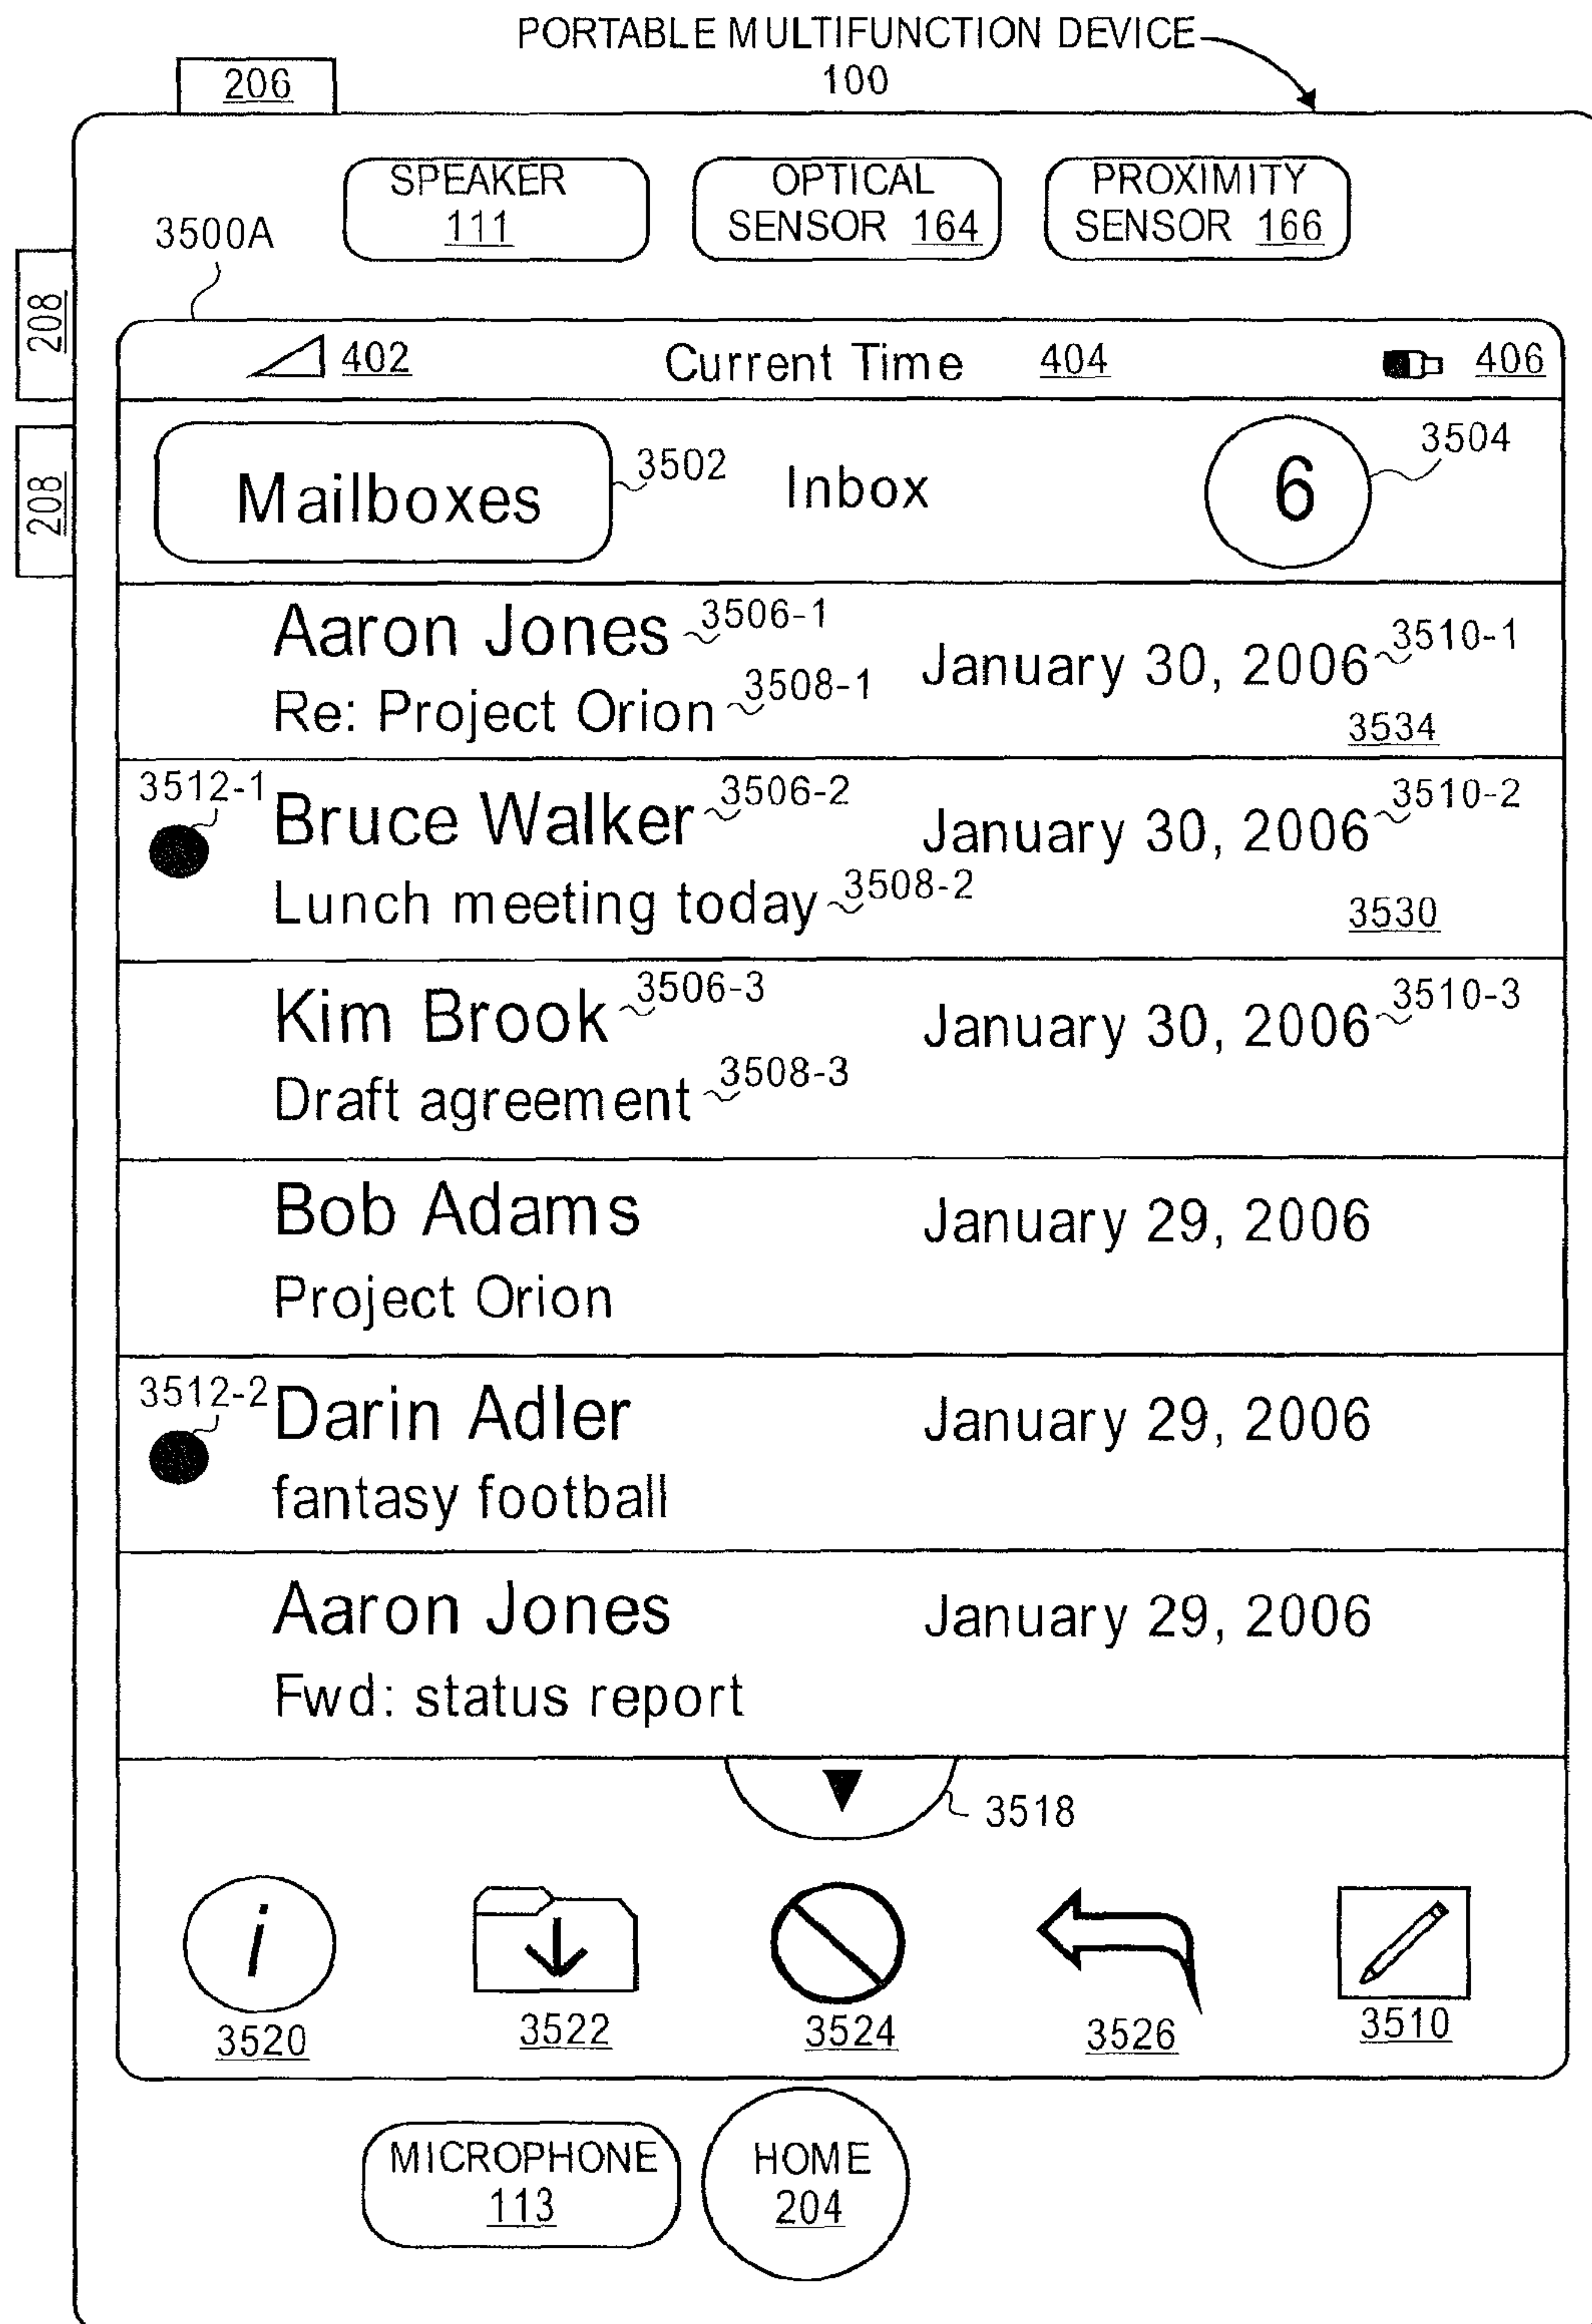 PORTABLE MULTIFUNCTION DEVICE
100
206
SPEAKER
111
OPTICAL
SENSOR 164
PROXIMITY
SENSOR 166
3500A
208
208
402 Current Time 404 406
Mailboxes 3502 Inbox 6 3504
Aaron Jones 3506-1
January 30, 2006 3510-1
Re: Project Orion 3508-1
3534
3512-1
Bruce Walker 3506-2
January 30, 2006 3510-2
Lunch meeting today 3508-2
3530
Kim Brook 3506-3
January 30, 2006 3510-3
Draft agreement 3508-3
Bob Adams January 29, 2006
Project Orion
3512-2
Darin Adler January 29, 2006
fantasy football
Aaron Jones January 29, 2006
Fwd: status report
3518
i
3520 3522 3524 3526 3510
MICROPHONE
113
HOME
204